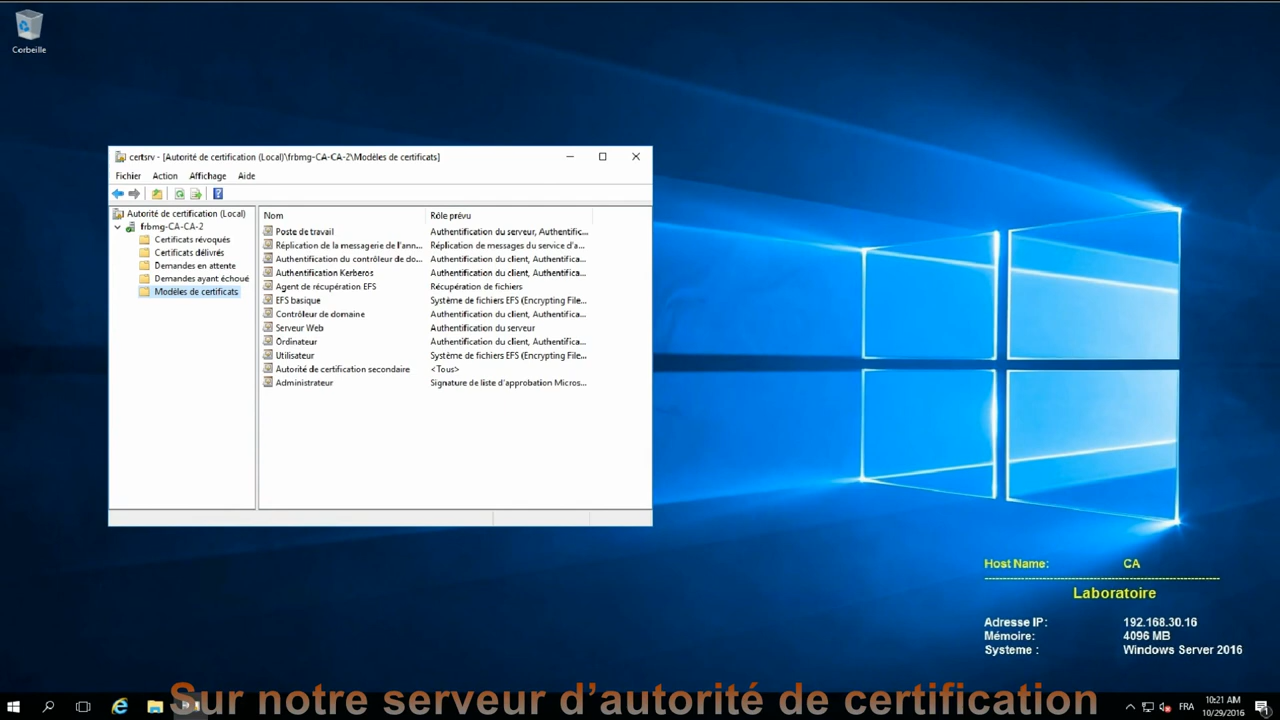 Corbeille
certsrv - [Autorité de certification (Local)\frbmg-CA-CA-2\Modèles de certificats]
Fichier Action Affichage Aide
Autorité de certification (Local)
frbmg-CA-CA-2
Certificats révoqués
Certificats délivrés
Demandes en attente
Demandes ayant échoué
Modèles de certificats
Nom Rôle prévu
Poste de travail Authentification du serveur, Authentific...
Réplication de la messagerie de l'ann... Réplication de messages du service d'a...
Authentification du contrôleur de do... Authentification du client, Authentifica...
Authentification Kerberos Authentification du client, Authentifica...
Agent de récupération EFS Récupération de fichiers
EFS basique Système de fichiers EFS (Encrypting File...
Contrôleur de domaine Authentification du client, Authentifica...
Serveur Web Authentification du serveur
Ordinateur Authentification du client, Authentifica...
Utilisateur Système de fichiers EFS (Encrypting File...
Autorité de certification secondaire <Tous>
Administrateur Signature de liste d'approbation Micros...
Host Name: CA
Laboratoire
Adresse IP: 192.168.30.16
Mémoire: 4096 MB
Systeme : Windows Server 2016
Sur notre serveur d’autorité de certification
FRA
10:21 AM
10/29/2016
1